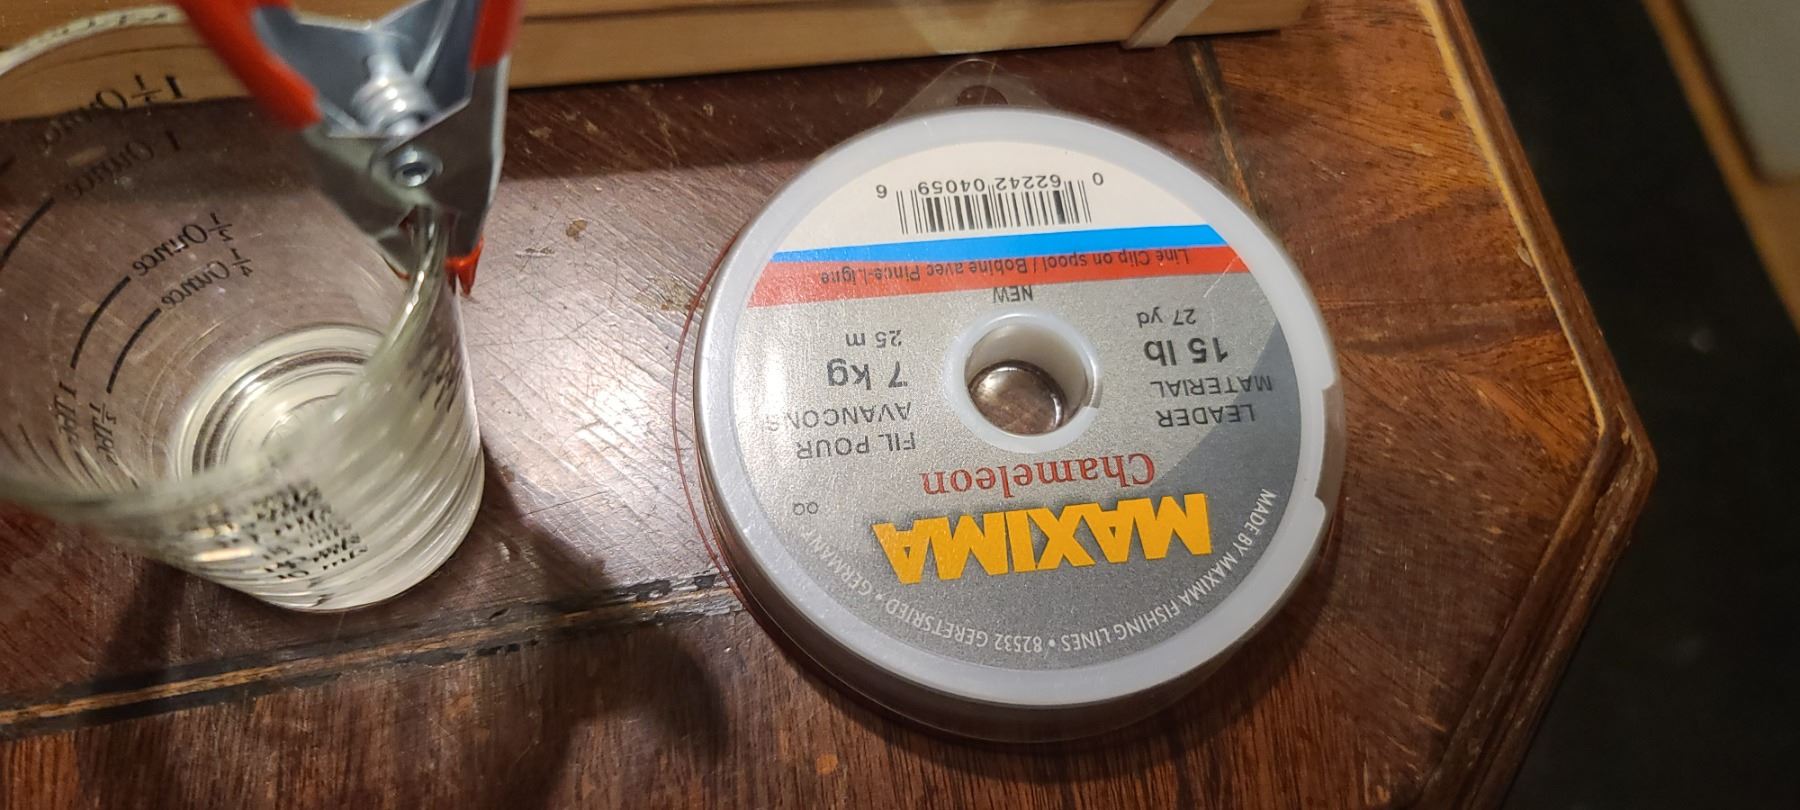 MADE BY MAXIMA FISHING LINES • 82532 GERETSRIED • GERMANY
MAXIMA
QQ
Chameleon
LEADER
MATERIAL
15 lb
27 yd
FIL POUR
AVANÇONS
7 kg
25 m
NEW
Line Clip on spool / Bobine avec Pince-Ligne
0 62242 04059 6
1 Ounce
1/2 Ounce
1/4 Ounce